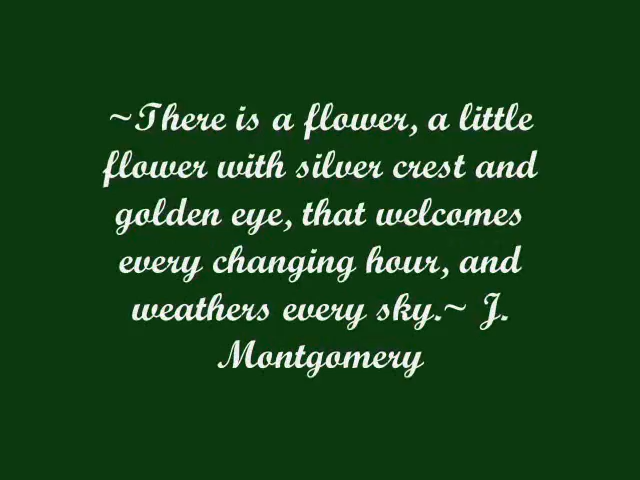 ~There is a flower, a little
flower with silver crest and
golden eye, that welcomes
every changing hour, and
weathers every sky.~ J.
Montgomery